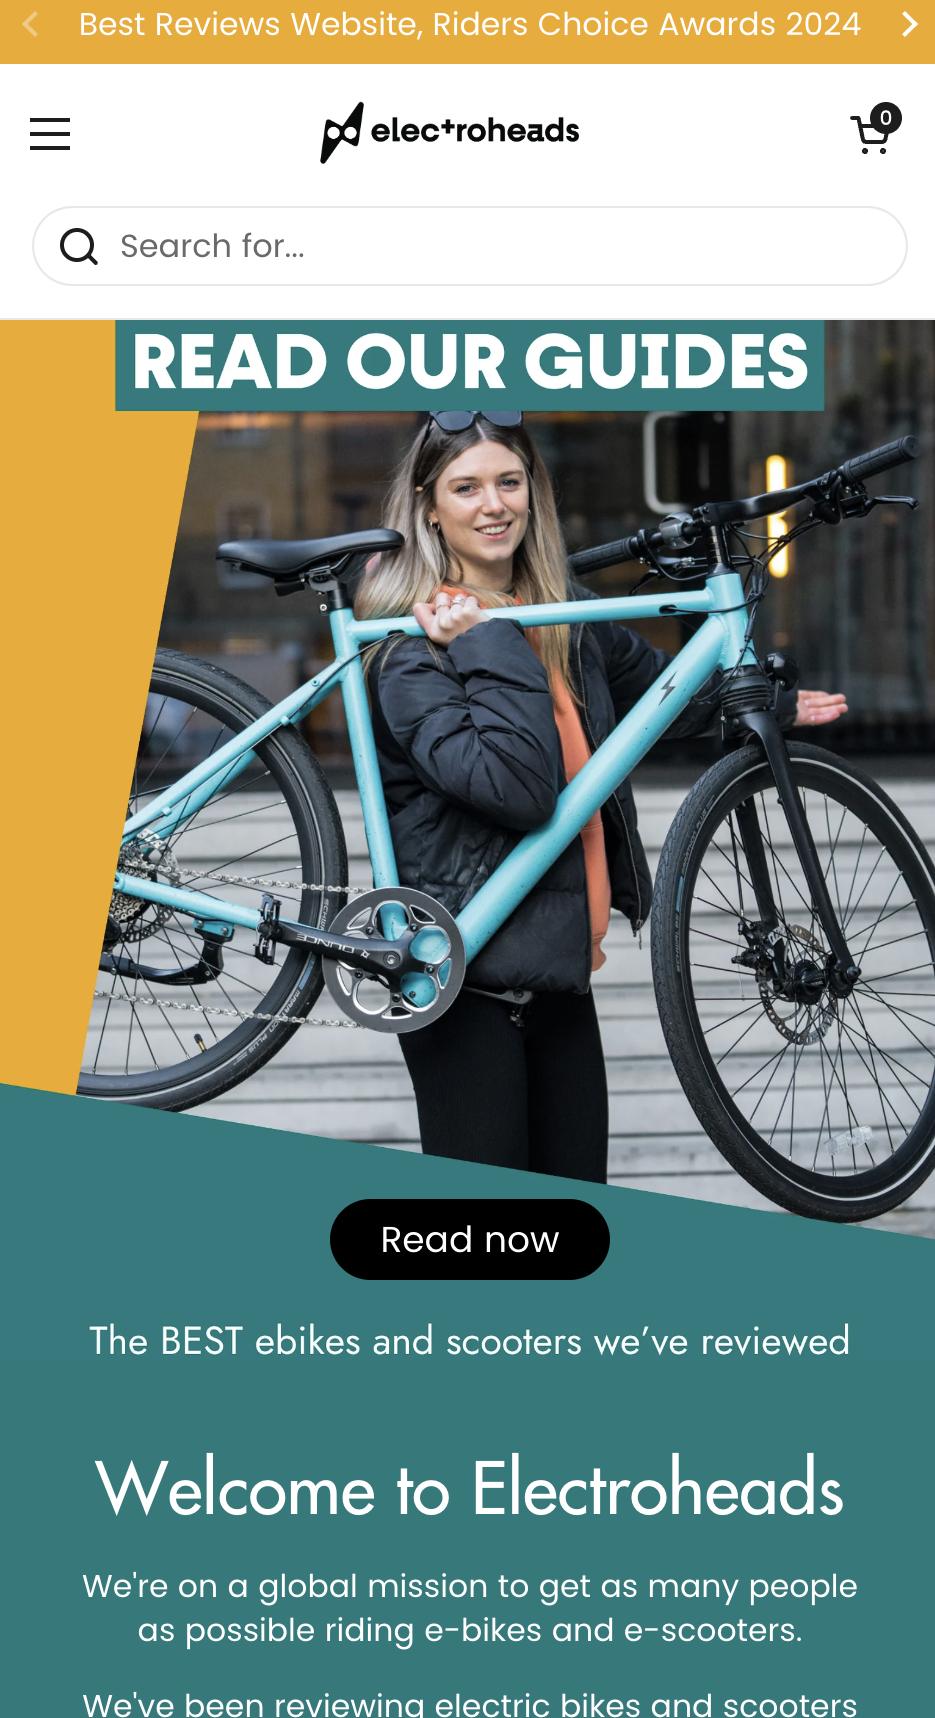 Best Reviews Website, Riders Choice Awards 2024
electroheads
0
Search for...
READ OUR GUIDES
OUNCE
Read now
The BEST ebikes and scooters we’ve reviewed
Welcome to Electroheads
We're on a global mission to get as many people
as possible riding e-bikes and e-scooters.
We've been reviewing electric bikes and scooters